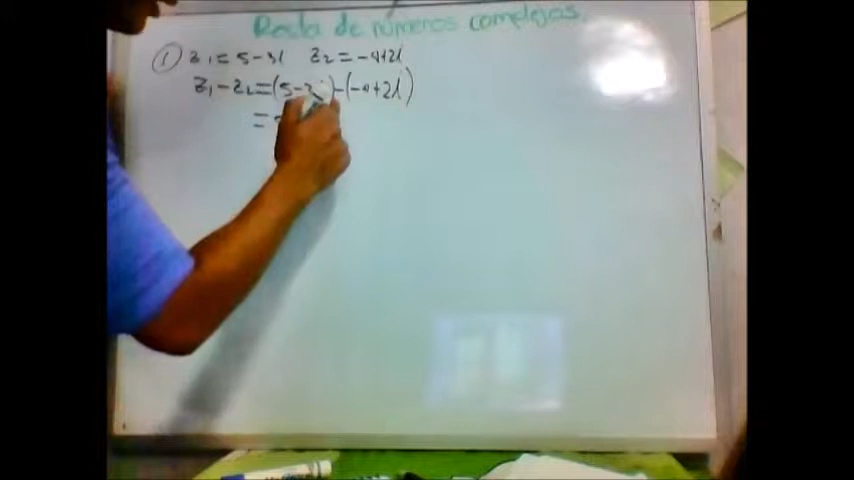 Resta de números complejos
① z₁ = 5-3i z₂ = -4+2i
z₁ - z₂ = (5-3i) - (-4+2i)
=